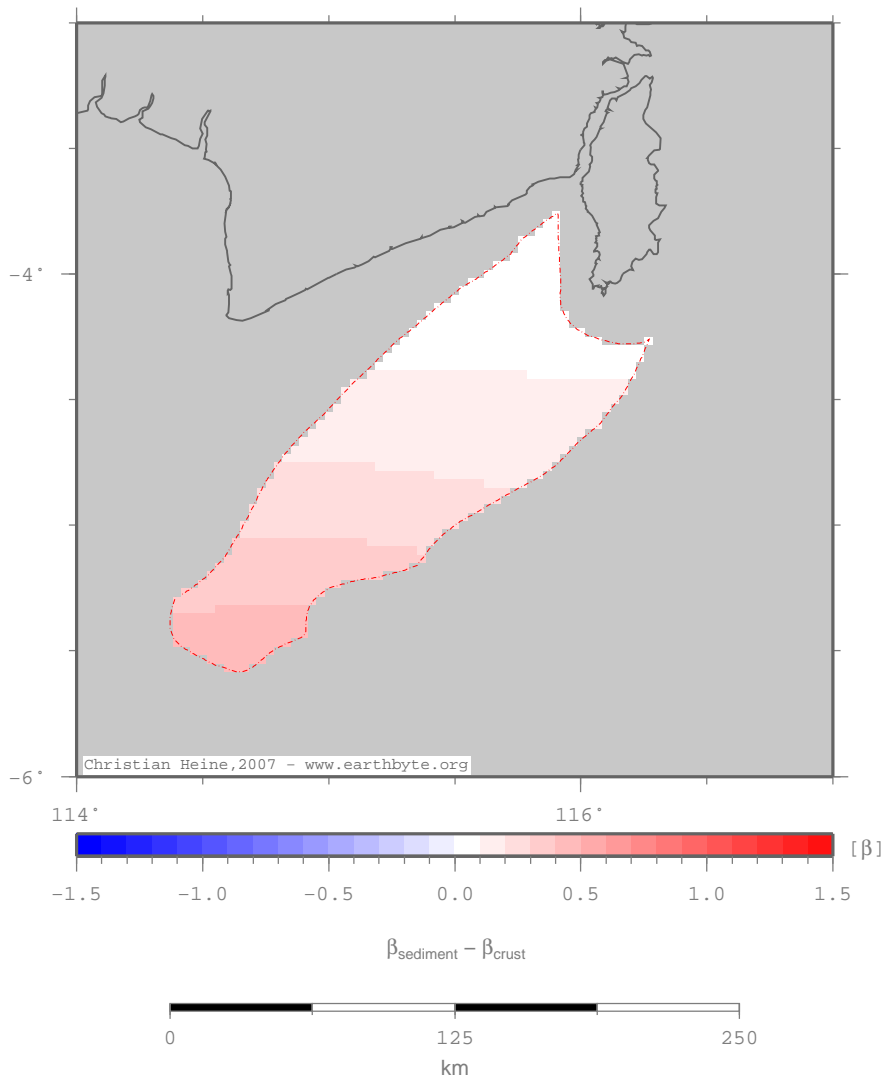 -4°
-6°
Christian Heine,2007 - www.earthbyte.org
114° 116°
[β]
-1.5 -1.0 -0.5 0.0 0.5 1.0 1.5
βsediment – βcrust
0 125 250
km